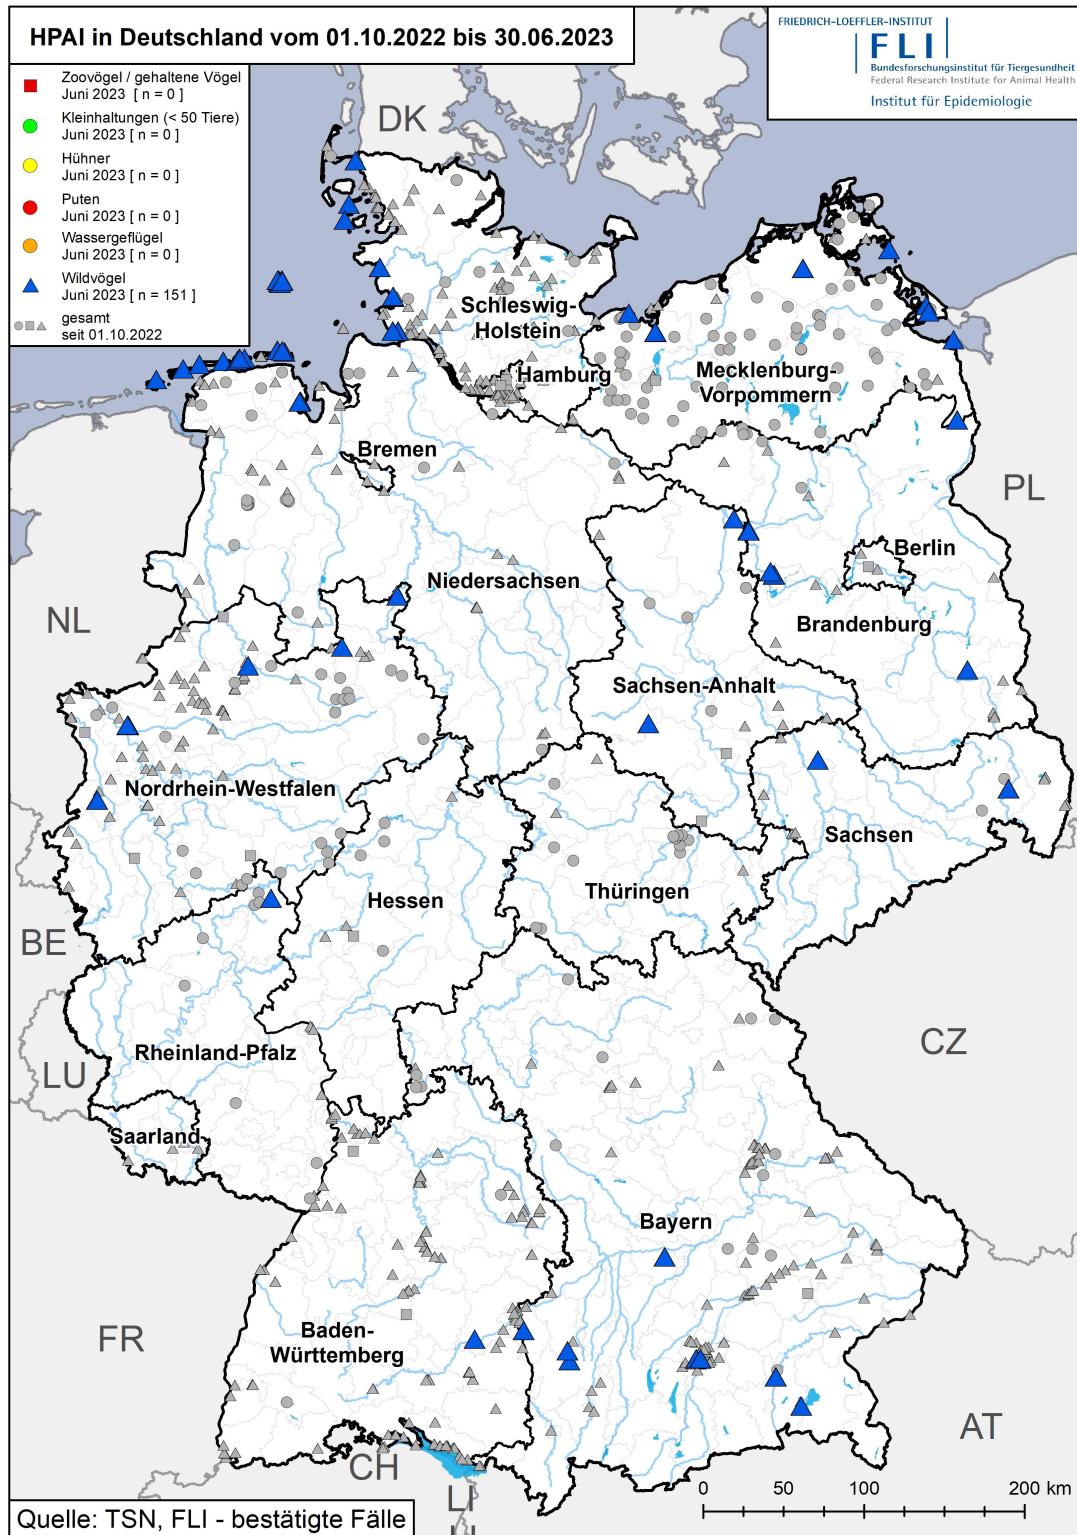 HPAI in Deutschland vom 01.10.2022 bis 30.06.2023
FRIEDRICH-LOEFFLER-INSTITUT
FLI
Bundesforschungsinstitut für Tiergesundheit
Federal Research Institute for Animal Health
Institut für Epidemiologie
Zoovögel / gehaltene Vögel
Juni 2023 [ n = 0 ]
Kleinhaltungen (< 50 Tiere)
Juni 2023 [ n = 0 ]
Hühner
Juni 2023 [ n = 0 ]
Puten
Juni 2023 [ n = 0 ]
Wassergeflügel
Juni 2023 [ n = 0 ]
Wildvögel
Juni 2023 [ n = 151 ]
gesamt
seit 01.10.2022
DK
Schleswig-
Holstein
Hamburg
Mecklenburg-
Vorpommern
Bremen
PL
Berlin
Niedersachsen
NL
Brandenburg
Sachsen-Anhalt
Nordrhein-Westfalen
Sachsen
Thüringen
Hessen
BE
CZ
Rheinland-Pfalz
LU
Saarland
Bayern
FR
Baden-
Württemberg
AT
CH
LI
0 50 100 200 km
Quelle: TSN, FLI - bestätigte Fälle